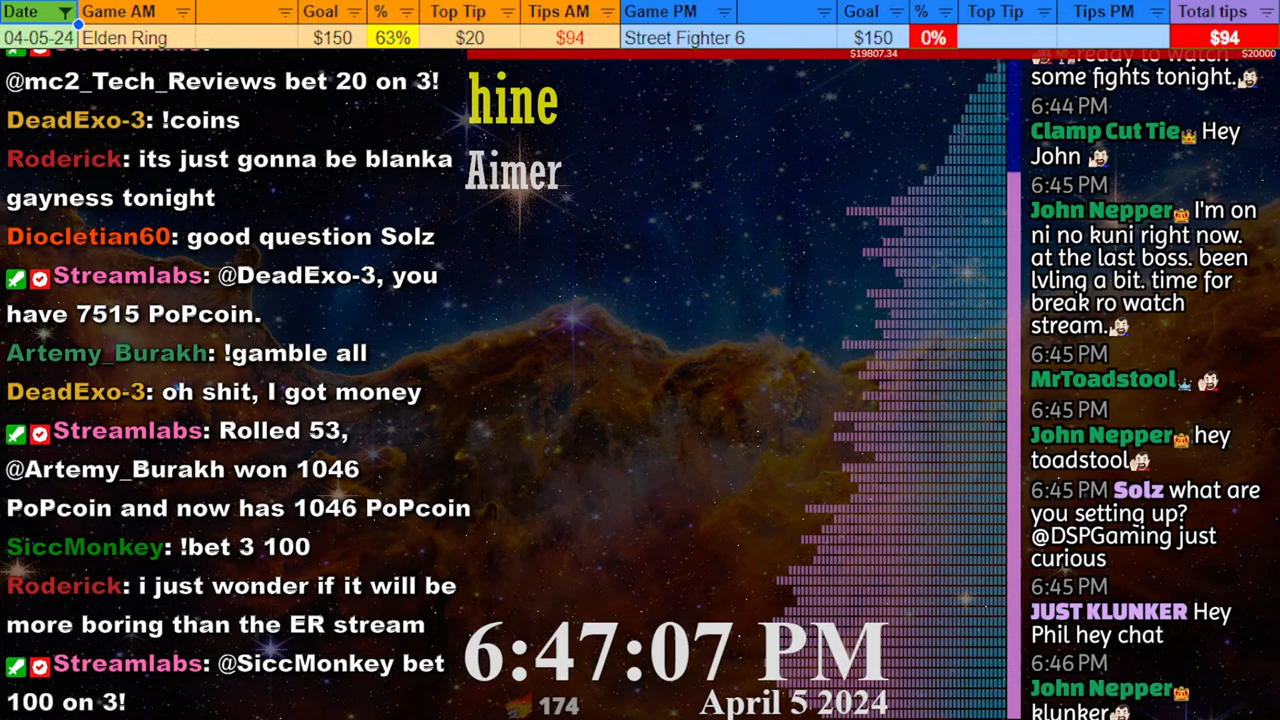 Date Game AM Goal % Top Tip Tips AM Game PM Goal % Top Tip Tips PM Total tips
04-05-24 Elden Ring $150 63% $20 $94 Street Fighter 6 $150 0% $94
$19807.34 $20000
@mc2_Tech_Reviews bet 20 on 3!
DeadExo-3: !coins
Roderick: its just gonna be blanka
gayness tonight
Diocletian60: good question Solz
Streamlabs: @DeadExo-3, you
have 7515 PoPcoin.
Artemy_Burakh: !gamble all
DeadExo-3: oh shit, I got money
Streamlabs: Rolled 53,
@Artemy_Burakh won 1046
PoPcoin and now has 1046 PoPcoin
SiccMonkey: !bet 3 100
Roderick: i just wonder if it will be
more boring than the ER stream
Streamlabs: @SiccMonkey bet
100 on 3!
hine
Aimer
6:47:07 PM
174 April 5 2024
ready to watch
some fights tonight.
6:44 PM
Clamp Cut Tie Hey
John
6:45 PM
John Nepper I'm on
ni no kuni right now.
at the last boss. been
lvling a bit. time for
break ro watch
stream.
6:45 PM
MrToadstool
6:45 PM
John Nepper hey
toadstool
6:45 PM Solz what are
you setting up?
@DSPGaming just
curious
6:45 PM
JUST KLUNKER Hey
Phil hey chat
6:46 PM
John Nepper
klunker